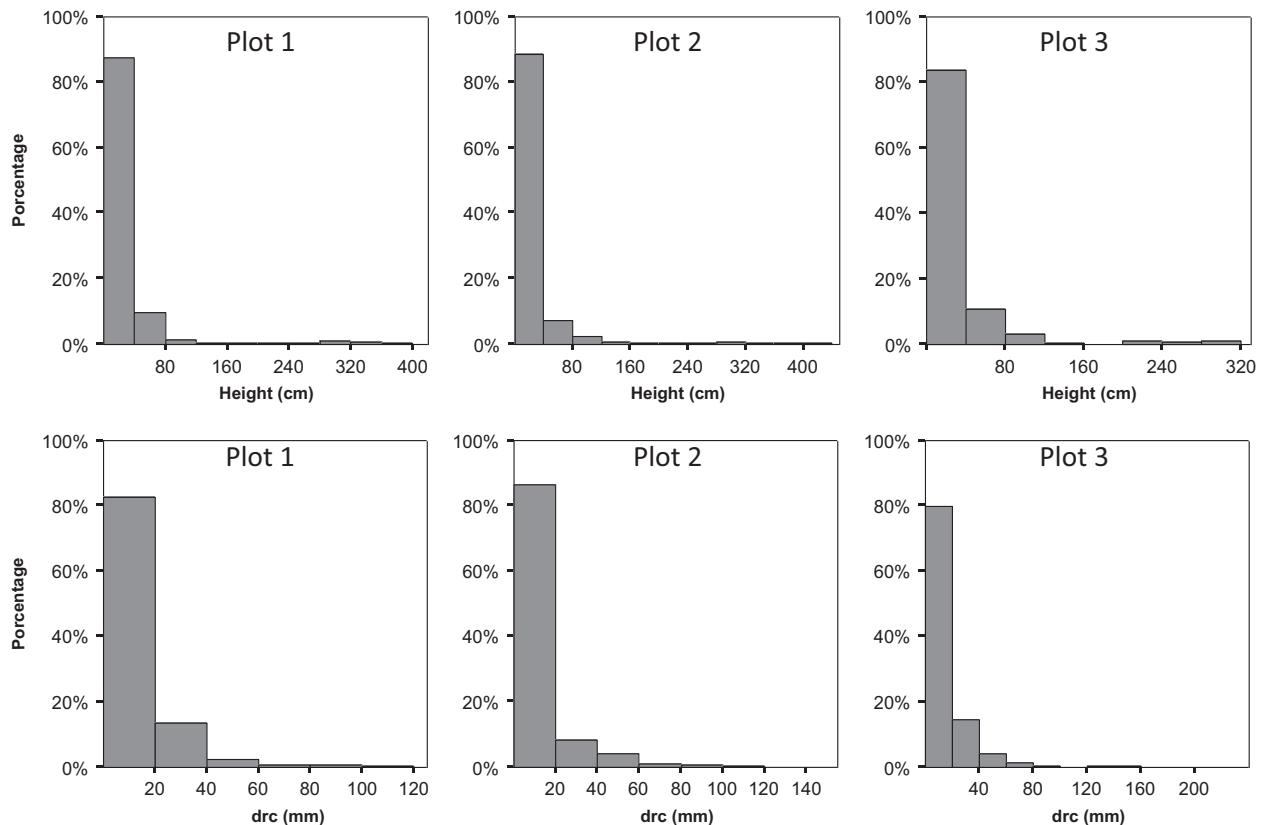 100%
80%
60%
40%
20%
0%
Porcentage
Plot 1
80 160 240 320 400
Height (cm)
100%
80%
60%
40%
20%
0%
Plot 2
80 160 240 320 400
Height (cm)
100%
80%
60%
40%
20%
0%
Plot 3
80 160 240 320
Height (cm)
100%
80%
60%
40%
20%
0%
Porcentage
Plot 1
20 40 60 80 100 120
drc (mm)
100%
80%
60%
40%
20%
0%
Plot 2
20 40 60 80 100 120 140
drc (mm)
100%
80%
60%
40%
20%
0%
Plot 3
40 80 120 160 200
drc (mm)